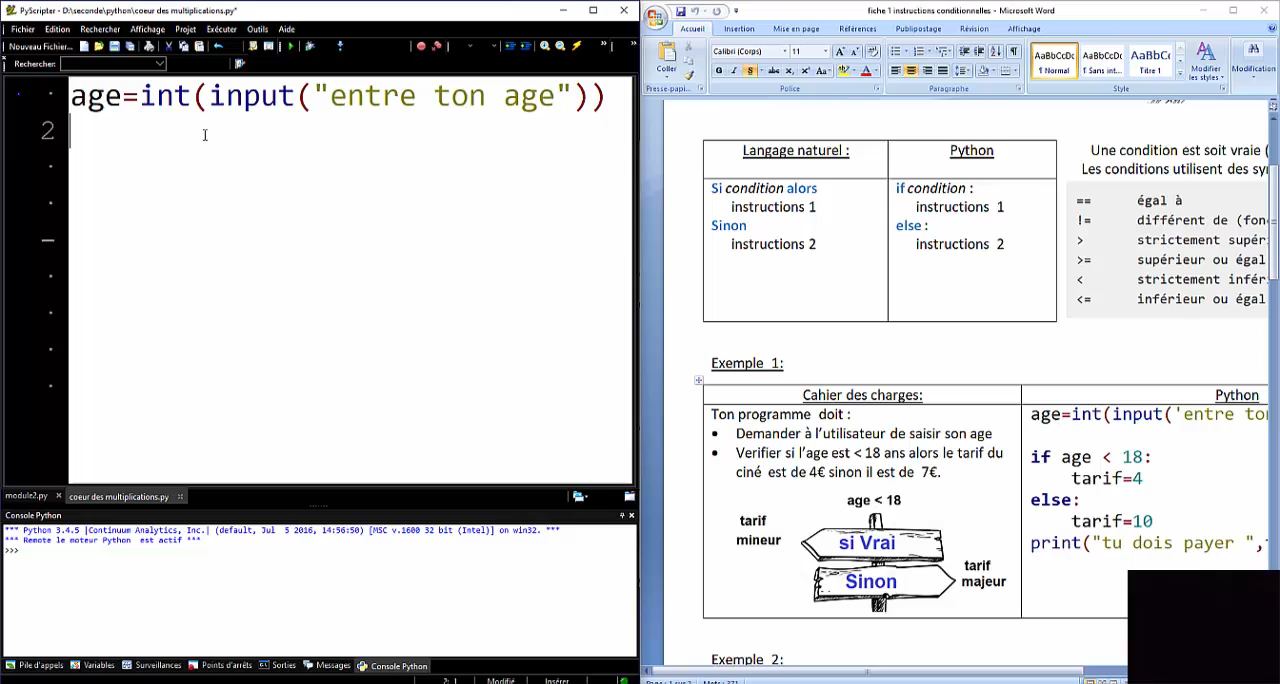 PyScripter - D:\seconde\python\coeur des multiplications.py*
Fichier Edition Rechercher Affichage Projet Exécuter Outils Aide
Nouveau Fichier...
Rechercher:
age=int(input("entre ton age"))
2
module2.py coeur des multiplications.py
Console Python
*** Python 3.4.5 |Continuum Analytics, Inc.| (default, Jul 5 2016, 14:56:50) [MSC v.1600 32 bit (Intel)] on win32. ***
*** Remote le moteur Python est actif ***
>>>
Pile d'appels Variables Surveillances Points d'arrêts Sorties Messages Console Python
2: 1 Modifié Insérer
fiche 1 instructions conditionnelles - Microsoft Word
Accueil Insertion Mise en page Références Publipostage Révision Affichage
Calibri (Corps) 11
Coller
G I S abc x₂ x² Aa
AaBbCcDc AaBbCcDc AaBbCc
¶ Normal ¶ Sans int... Titre 1
Modifier les styles
Modification
Presse-papi... Police Paragraphe Style
Langage naturel : Python
Si condition alors
instructions 1
Sinon
instructions 2
if condition :
instructions 1
else :
instructions 2
Une condition est soit vraie (
Les conditions utilisent des sy
== égal à
!= différent de (fon
> strictement supér
>= supérieur ou égal
< strictement infér
<= inférieur ou égal
Exemple 1:
Cahier des charges: Python
Ton programme doit :
• Demander à l'utilisateur de saisir son age
• Verifier si l'age est < 18 ans alors le tarif du
ciné est de 4€ sinon il est de 7€.
age < 18
tarif
mineur
si Vrai
Sinon
tarif
majeur
age=int(input('entre to
if age < 18:
tarif=4
else:
tarif=10
print("tu dois payer ",
Exemple 2: